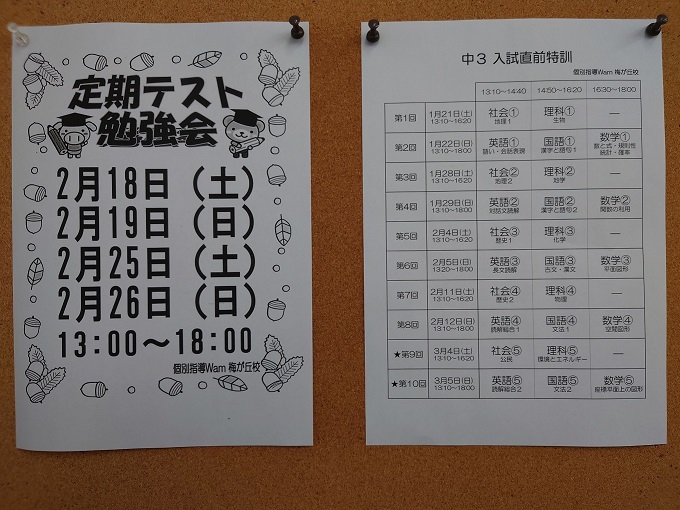 定期テスト
勉強会
2月18日（土）
2月19日（日）
2月25日（土）
2月26日（日）
13:00～18:00
個別指導Wam 梅が丘校
中3 入試直前特訓
個別指導Wam 梅が丘校
13:10～14:40 14:50～16:20 16:30～18:00
第1回 1月21日(土) 13:10～16:20 社会① 地理1 理科① 生物 ―
第2回 1月22日(日) 13:10～18:00 英語① 語い・会話表現 国語① 漢字と語句1 数学① 数と式・規則性 統計・確率
第3回 1月28日(土) 13:10～16:20 社会② 地理2 理科② 地学 ―
第4回 1月29日(日) 13:10～18:00 英語② 対話文読解 国語② 漢字と語句2 数学② 関数の利用
第5回 2月4日(土) 13:10～16:20 社会③ 歴史1 理科③ 化学 ―
第6回 2月5日(日) 13:20～18:00 英語③ 長文読解 国語③ 古文・漢文 数学③ 平面図形
第7回 2月11日(土) 13:10～16:20 社会④ 歴史2 理科④ 物理 ―
第8回 2月12日(日) 13:10～18:00 英語④ 読解総合1 国語④ 文法1 数学④ 空間図形
★第9回 3月4日(土) 13:10～16:20 社会⑤ 公民 理科⑤ 環境とエネルギー ―
★第10回 3月5日(日) 13:10～18:00 英語⑤ 読解総合2 国語⑤ 文法2 数学⑤ 座標平面上の図形